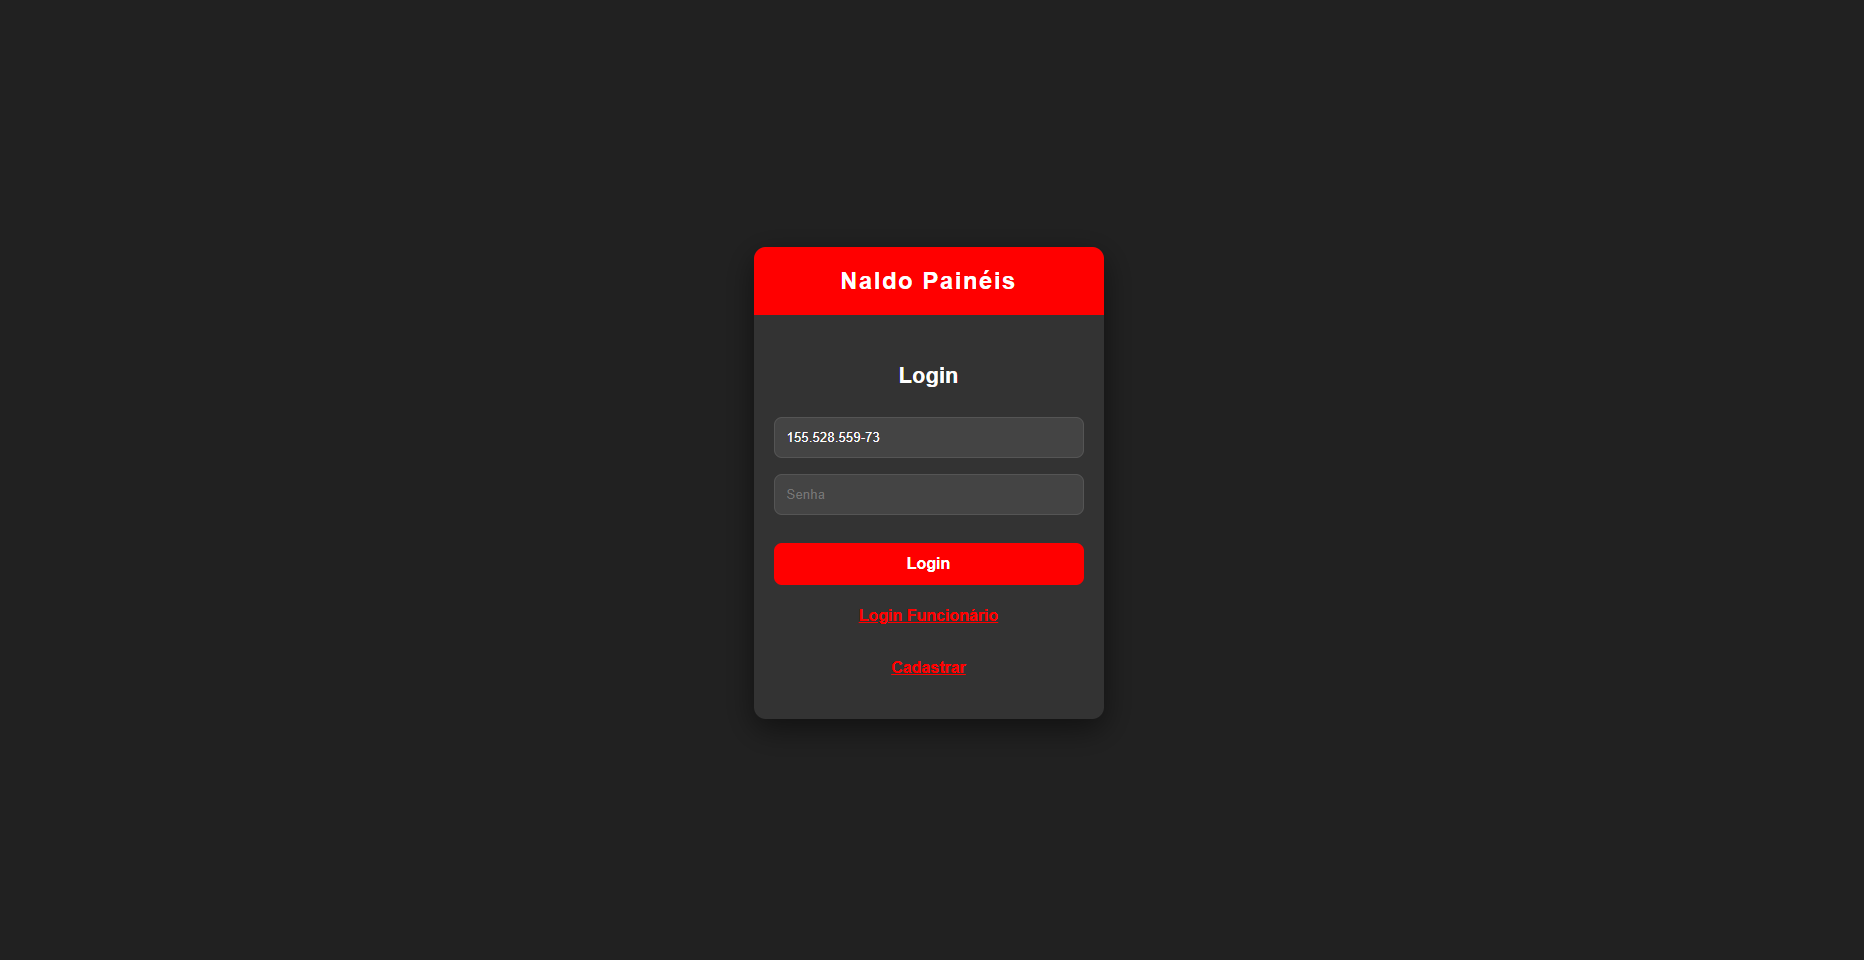 Naldo Painéis
Login
155.528.559-73
Senha
Login
Login Funcionário
Cadastrar